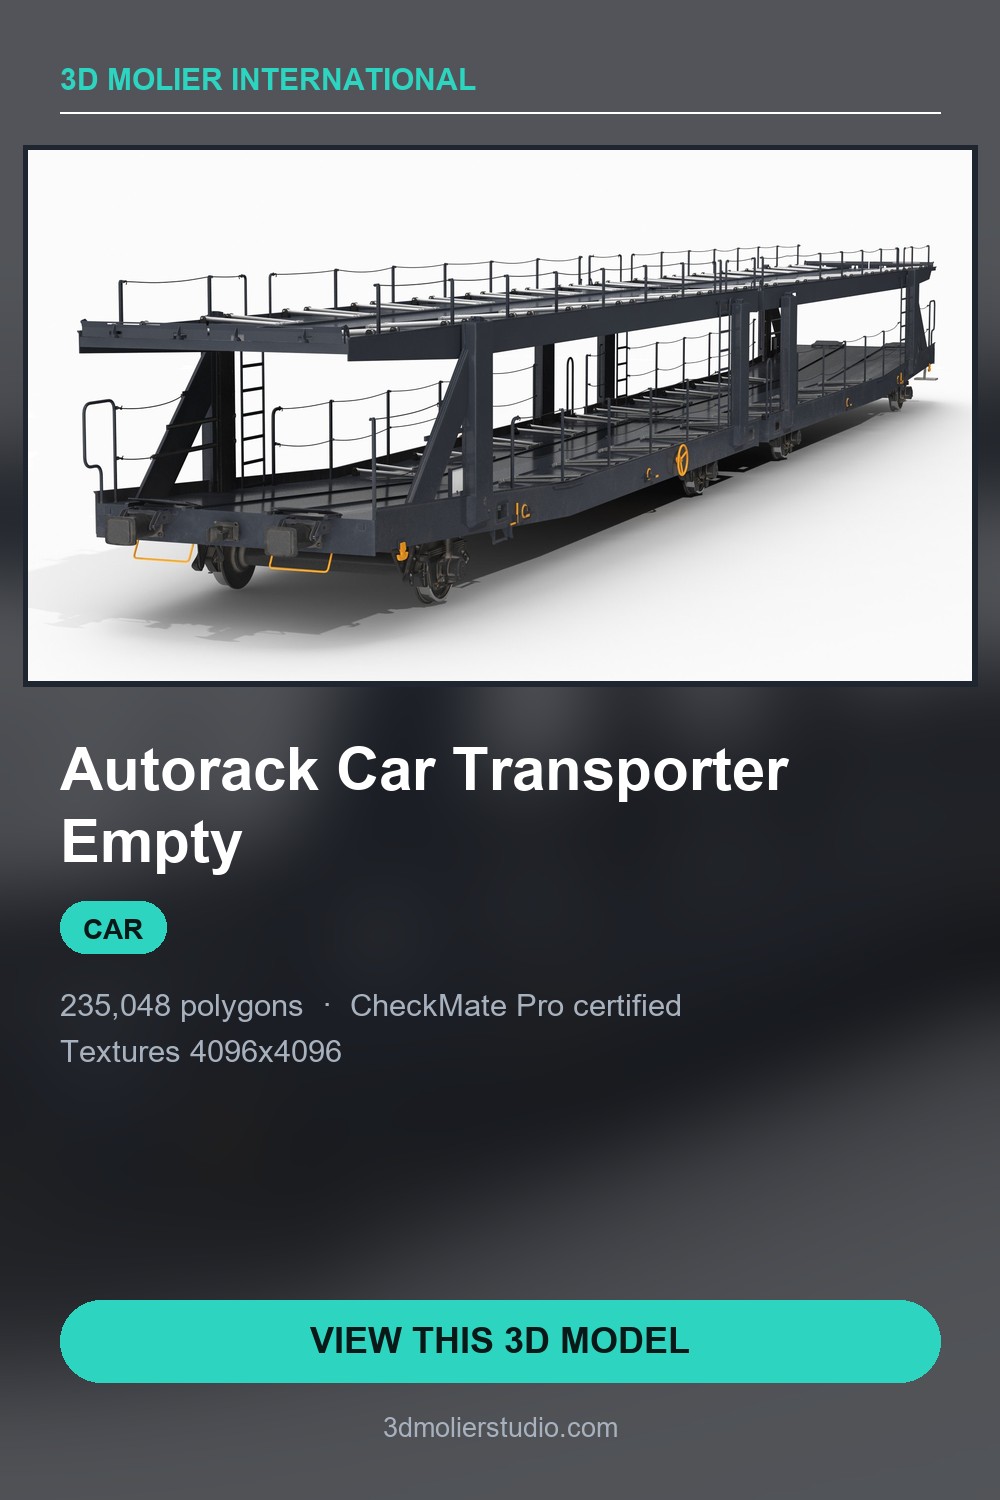 3D MOLIER INTERNATIONAL
Autorack Car Transporter
Empty
CAR
235,048 polygons · CheckMate Pro certified
Textures 4096x4096
VIEW THIS 3D MODEL
3dmolierstudio.com